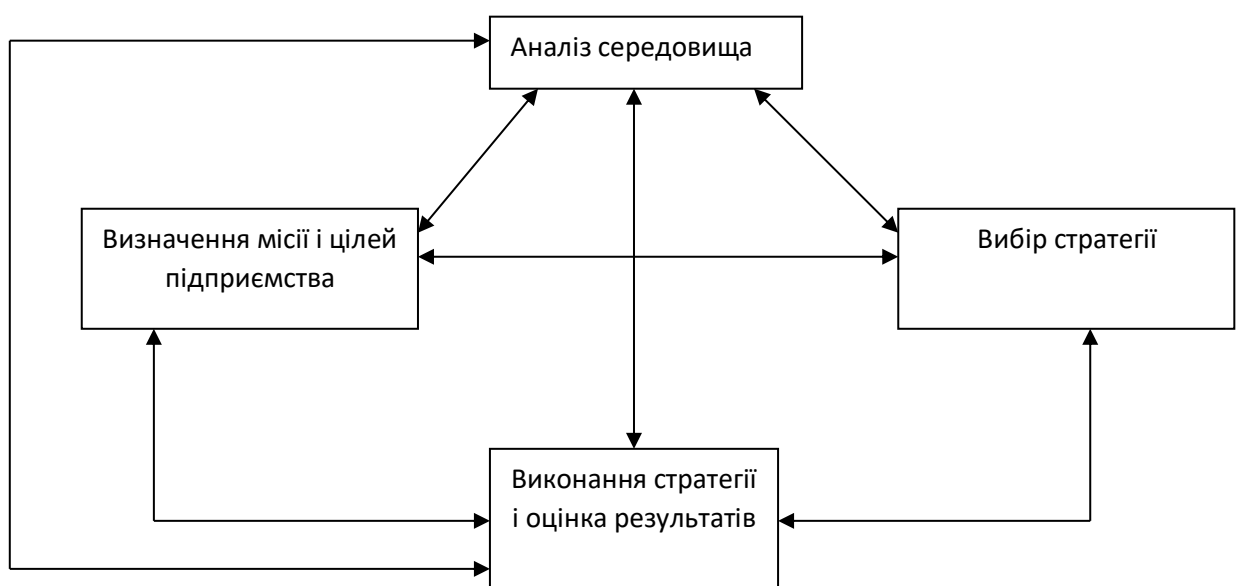 Аналіз середовища
Визначення місії і цілей
підприємства
Вибір стратегії
Виконання стратегії
і оцінка результатів